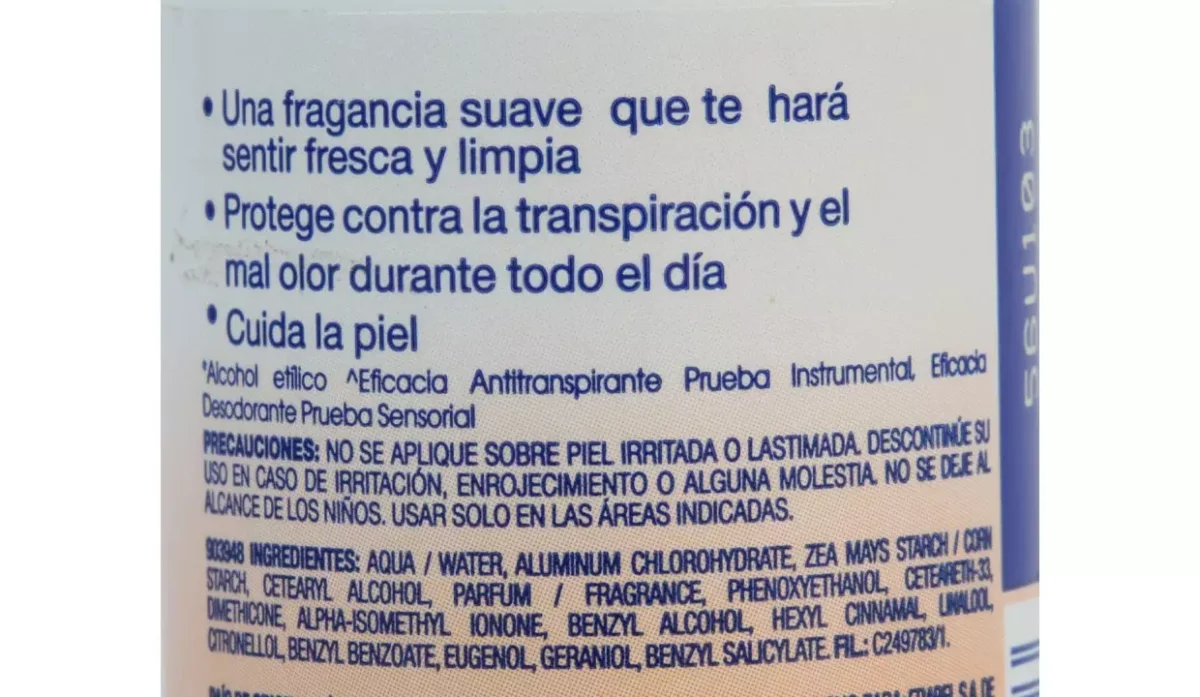 • Una fragancia suave que te hará
sentir fresca y limpia
• Protege contra la transpiración y el
mal olor durante todo el día
• Cuida la piel
*Alcohol etílico ^Eficacia Antitranspirante Prueba Instrumental, Eficacia
Desodorante Prueba Sensorial
PRECAUCIONES: NO SE APLIQUE SOBRE PIEL IRRITADA O LASTIMADA. DESCONTINÚE SU
USO EN CASO DE IRRITACIÓN, ENROJECIMIENTO O ALGUNA MOLESTIA. NO SE DEJE AL
ALCANCE DE LOS NIÑOS. USAR SOLO EN LAS ÁREAS INDICADAS.
903948 INGREDIENTES: AQUA / WATER, ALUMINUM CHLOROHYDRATE, ZEA MAYS STARCH / CORN
STARCH, CETEARYL ALCOHOL, PARFUM / FRAGRANCE, PHENOXYETHANOL, CETEARETH-33,
DIMETHICONE, ALPHA-ISOMETHYL IONONE, BENZYL ALCOHOL, HEXYL CINNAMAL, LINALOOL,
CITRONELLOL, BENZYL BENZOATE, EUGENOL, GERANIOL, BENZYL SALICYLATE. FIL.: C249783/1.
S.A. DE
56U103